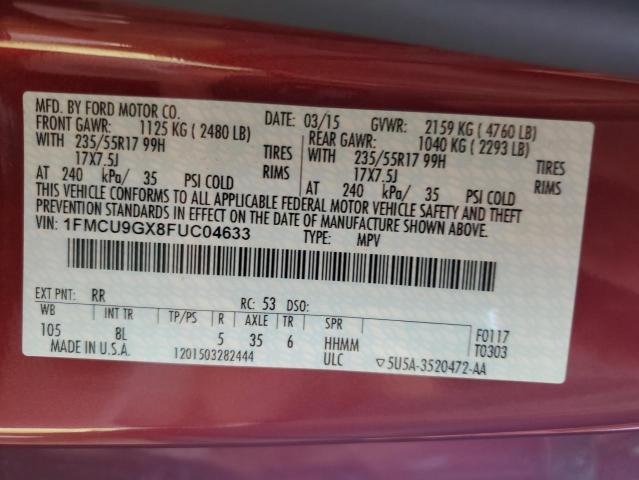 MFD. BY FORD MOTOR CO. DATE: 03/15 GVWR: 2159 KG ( 4760 LB)
FRONT GAWR: 1125 KG ( 2480 LB) REAR GAWR: 1040 KG ( 2293 LB)
WITH 235/55R17 99H TIRES WITH 235/55R17 99H TIRES
17X7.5J RIMS 17X7.5J RIMS
AT 240 kPa/ 35 PSI COLD AT 240 kPa/ 35 PSI COLD
THIS VEHICLE CONFORMS TO ALL APPLICABLE FEDERAL MOTOR VEHICLE SAFETY AND THEFT
PREVENTION STANDARDS IN EFFECT ON THE DATE OF MANUFACTURE SHOWN ABOVE.
VIN: 1FMCU9GX8FUC04633 TYPE: MPV
EXT PNT: RR RC: 53 DSO:
WB INT TR TP/PS R AXLE TR SPR F0117
105 8L 5 35 6 HHMM T0303
MADE IN U.S.A. 1201503282444 ULC ▽5U5A-3520472-AA